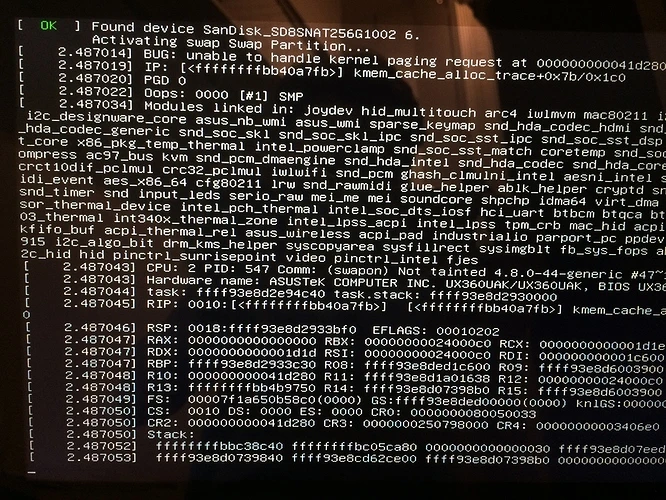 [  OK  ] Found device SanDisk_SD8SNAT256G1002 6.
Activating swap Swap Partition...
[    2.487014] BUG: unable to handle kernel paging request at 000000000041d280
[    2.487019] IP: [<ffffffffbb40a7fb>] kmem_cache_alloc_trace+0x7b/0x1c0
[    2.487020] PGD 0
[    2.487022] Oops: 0000 [#1] SMP
[    2.487034] Modules linked in: joydev hid_multitouch arc4 iwlmvm mac80211 i
i2c_designware_core asus_nb_wmi asus_wmi sparse_keymap snd_hda_codec_hdmi snd
_hda_codec_generic snd_soc_skl snd_soc_skl_ipc snd_soc_sst_ipc snd_soc_sst_dsp
t_core x86_pkg_temp_thermal intel_powerclamp snd_soc_sst_match coretemp snd_soc
ompress ac97_bus kvm snd_pcm_dmaengine snd_hda_intel snd_hda_codec snd_hda_core
crct10dif_pclmul crc32_pclmul iwlwifi snd_pcm ghash_clmulni_intel aesni_intel s
idi_event aes_x86_64 cfg80211 lrw snd_rawmidi glue_helper ablk_helper cryptd sn
snd_timer snd input_leds serio_raw mei_me mei soundcore shpchp idma64 virt_dma
sor_thermal_device intel_pch_thermal intel_soc_dts_iosf hci_uart btbcm btqca bt
03_thermal int340x_thermal_zone intel_lpss_acpi intel_lpss tpm_crb mac_hid acpi
kfifo_buf acpi_thermal_rel asus_wireless acpi_pad industrialio parport_pc ppdev
915 i2c_algo_bit drm_kms_helper syscopyarea sysfillrect sysimgblt fb_sys_fops ah
2c_hid hid pinctrl_sunrisepoint video pinctrl_intel fjes
[    2.487043] CPU: 2 PID: 547 Comm: (swapon) Not tainted 4.8.0-44-generic #47~
[    2.487043] Hardware name: ASUSTeK COMPUTER INC. UX360UAK/UX360UAK, BIOS UX36
[    2.487044] task: ffff93e8d2e94c40 task.stack: ffff93e8d2930000
[    2.487045] RIP: 0010:[<ffffffffbb40a7fb>]  [<ffffffffbb40a7fb>] kmem_cache_a
0
[    2.487046] RSP: 0018:ffff93e8d2933bf0  EFLAGS: 00010202
[    2.487047] RAX: 0000000000000000 RBX: 00000000024000c0 RCX:
[    2.487047] RDX: RSI: 00000000024000c0 RDI:
[    2.487047] RBP: ffff93e8d2933c30 R08: ffff93e8ded1c600 R09: ffff93e8d6003900
[    2.487048] R10: 000000000041d280 R11: ffff93e8d1a01638 R12: 00000000024000c0
[    2.487048] R13: ffffffffbb4b9750 R14: ffff93e8d07398b0 R15: ffff93e8d6003900
[    2.487049] FS:  00007f1a650b58c0(0000) GS:ffff93e8ded00000(0000) knlGS:00000
[    2.487050] CS:  0010 DS: 0000 ES: 0000 CR0: 0000000080050033
[    2.487050] CR2: 000000000041d280 CR3: 0000000250798000 CR4:
[    2.487050] Stack:
[    2.487052]  ffffffffbbc38c40 ffffffffbc05ca80 0000000000000030 ffff93e8d07eed
[    2.487053]  ffff93e8d0739840 ffff93e8cd62ce00 ffff93e8d07398b0